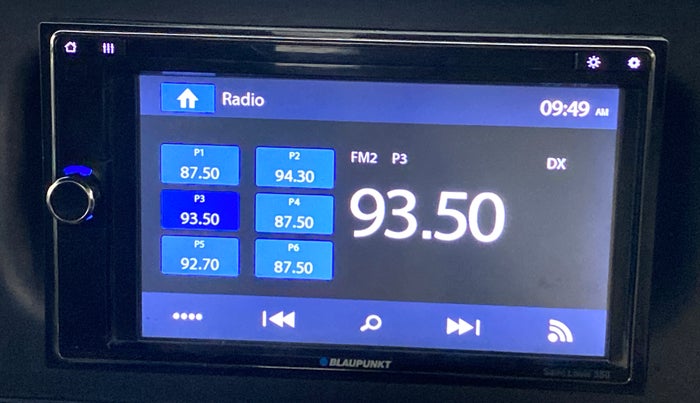 Radio
09:49 AM
P1
87.50
P2
94.30
FM2 P3
DX
P3
93.50
P4
87.50
93.50
P5
92.70
P6
87.50
BLAUPUNKT